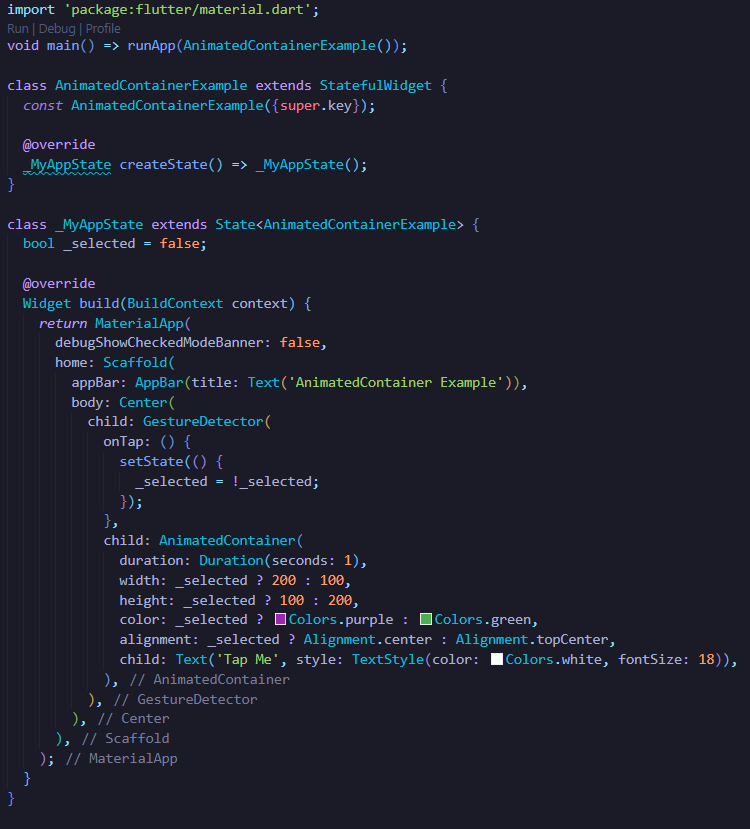 import 'package:flutter/material.dart';
Run | Debug | Profile
void main() => runApp(AnimatedContainerExample());

class AnimatedContainerExample extends StatefulWidget {
  const AnimatedContainerExample({super.key});

  @override
  _MyAppState createState() => _MyAppState();
}

class _MyAppState extends State<AnimatedContainerExample> {
  bool _selected = false;

  @override
  Widget build(BuildContext context) {
    return MaterialApp(
      debugShowCheckedModeBanner: false,
      home: Scaffold(
        appBar: AppBar(title: Text('AnimatedContainer Example')),
        body: Center(
          child: GestureDetector(
            onTap: () {
              setState(() {
                _selected = !_selected;
              });
            },
            child: AnimatedContainer(
              duration: Duration(seconds: 1),
              width: _selected ? 200 : 100,
              height: _selected ? 100 : 200,
              color: _selected ? Colors.purple : Colors.green,
              alignment: _selected ? Alignment.center : Alignment.topCenter,
              child: Text('Tap Me', style: TextStyle(color: Colors.white, fontSize: 18)),
            ), // AnimatedContainer
          ), // GestureDetector
        ), // Center
      ), // Scaffold
    ); // MaterialApp
  }
}